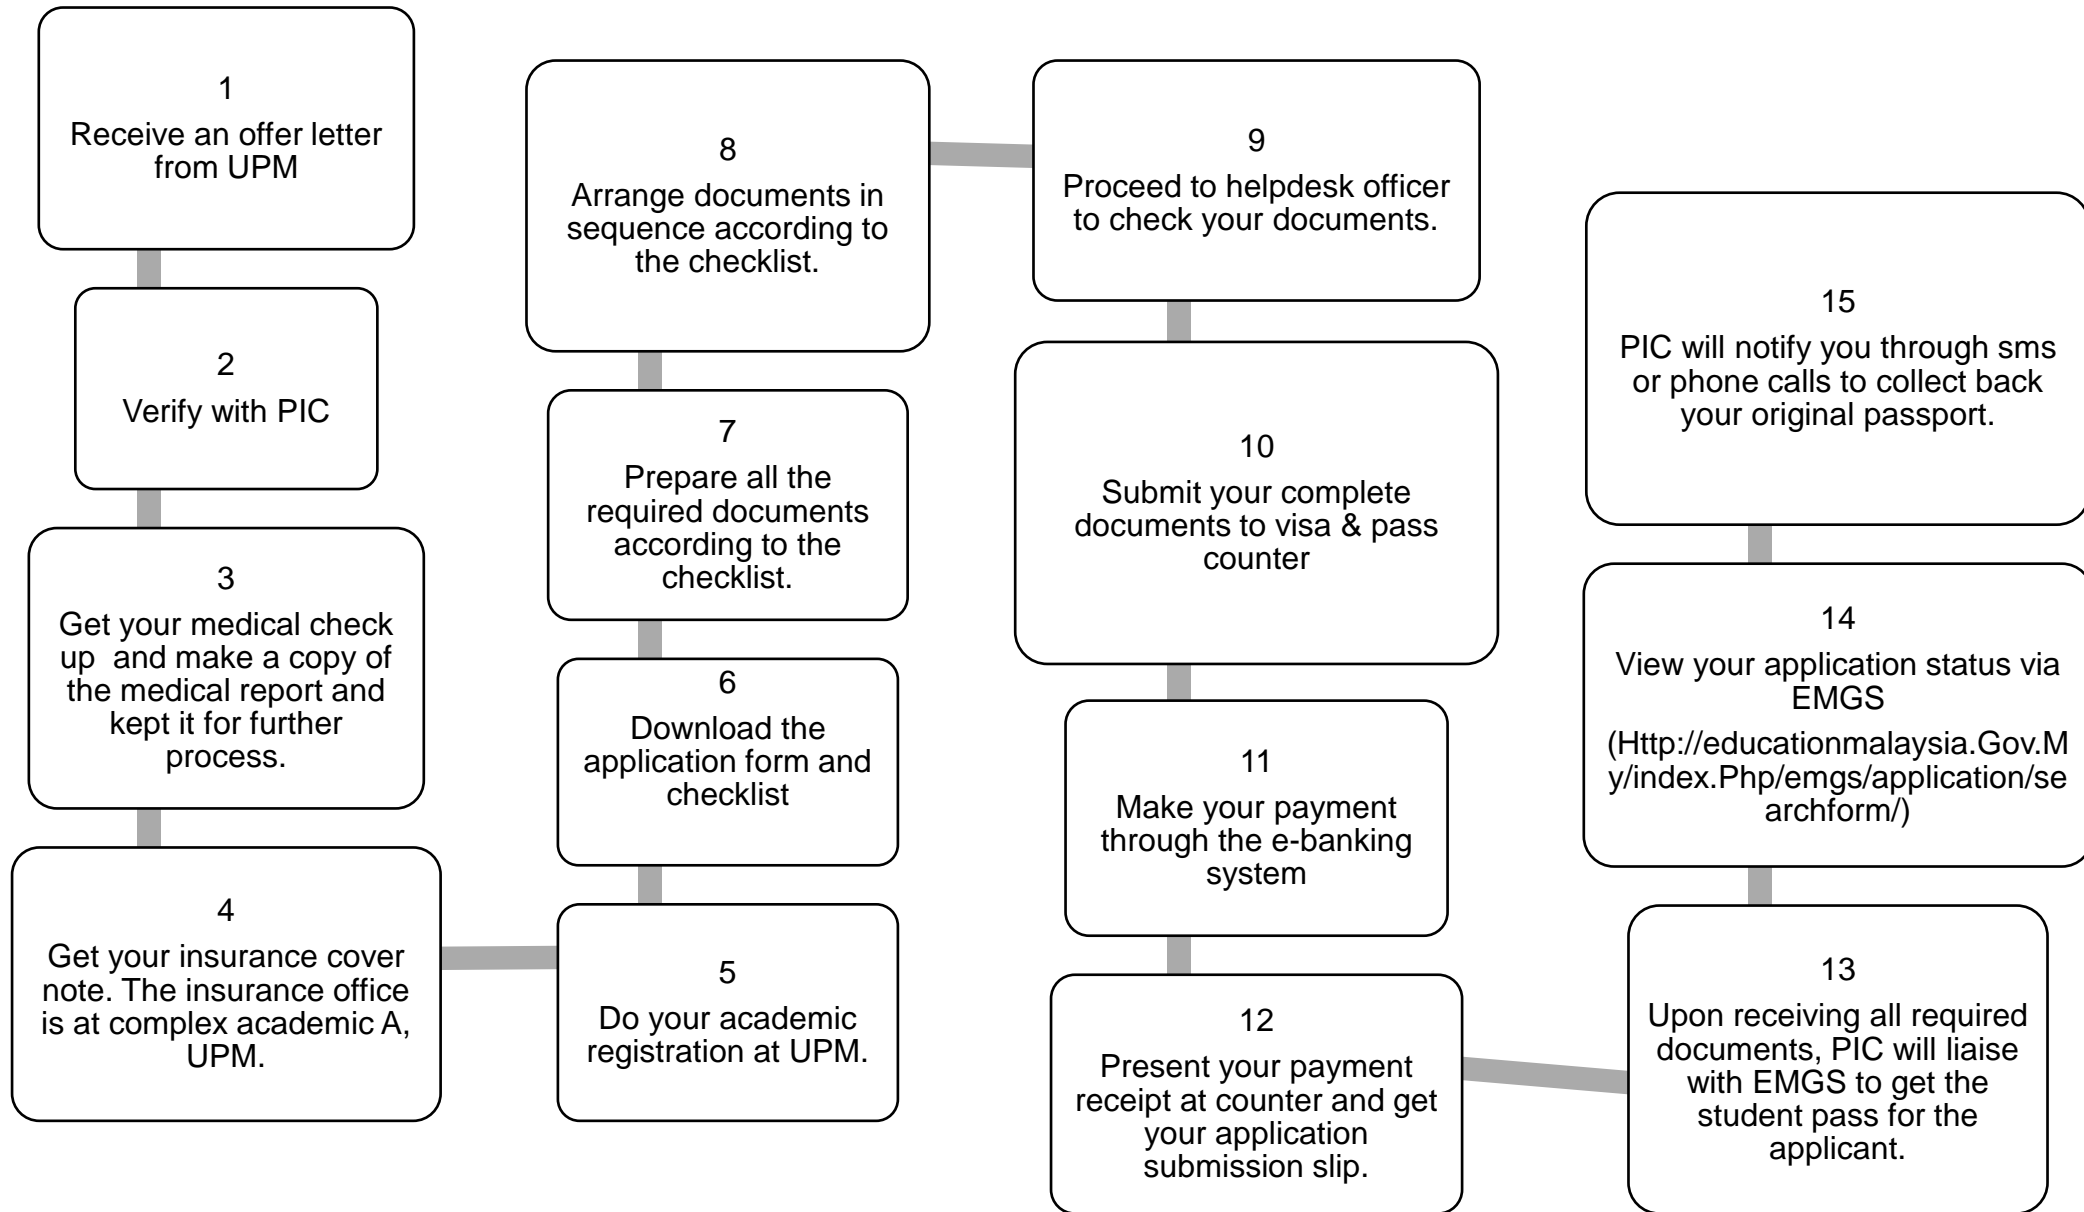 1
Receive an offer letter
from UPM
2
Verify with PIC
3
Get your medical check
up  and make a copy of
the medical report and
kept it for further
process.
4
Get your insurance cover
note. The insurance office
is at complex academic A,
UPM.
5
Do your academic
registration at UPM.
6
Download the
application form and
checklist
7
Prepare all the
required documents
according to the
checklist.
8
Arrange documents in
sequence according to
the checklist.
9
Proceed to helpdesk officer
to check your documents.
10
Submit your complete
documents to visa & pass
counter
11
Make your payment
through the e-banking
system
12
Present your payment
receipt at counter and get
your application
submission slip.
13
Upon receiving all required
documents, PIC will liaise
with EMGS to get the
student pass for the
applicant.
14
View your application status via
EMGS
(Http://educationmalaysia.Gov.M
y/index.Php/emgs/application/se
archform/)
15
PIC will notify you through sms
or phone calls to collect back
your original passport.